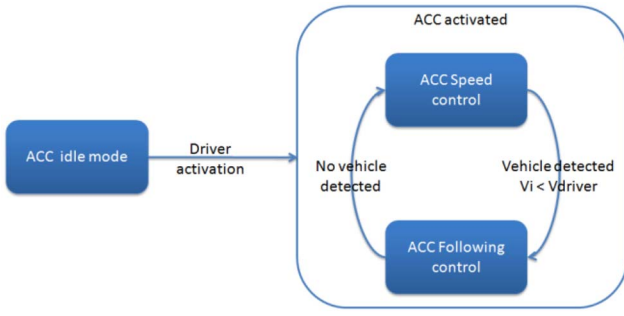 ACC activated
ACC Speed
control
ACC idle mode
Driver
activation
No vehicle
detected
Vehicle detected
Vi < Vdriver
ACC Following
control